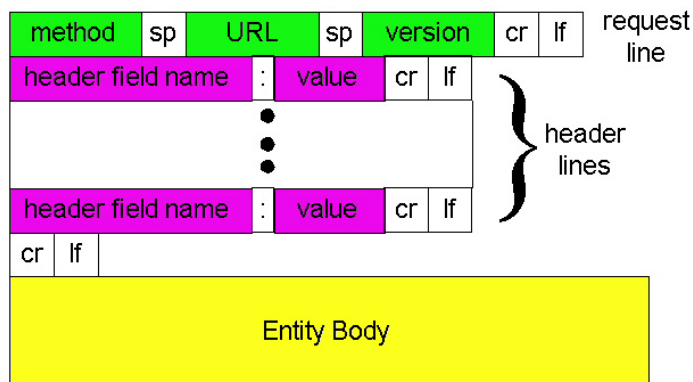 method sp URL sp version cr lf request line
header field name : value cr lf
header lines
header field name : value cr lf
cr lf
Entity Body